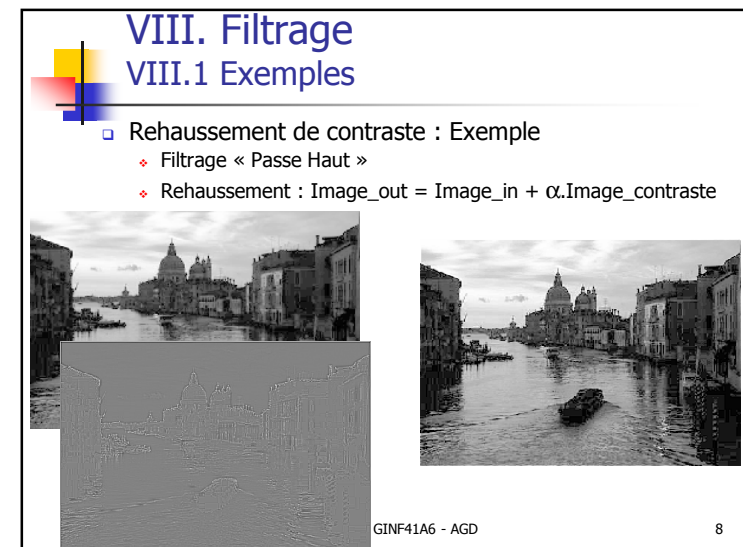 VIII. Filtrage
VIII.1 Exemples
Rehaussement de contraste : Exemple
Filtrage « Passe Haut »
Rehaussement : Image_out = Image_in + α.Image_contraste
GINF41A6 - AGD
8